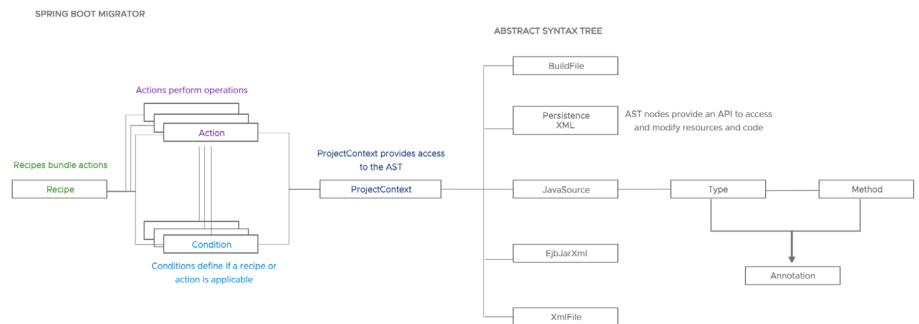 SPRING BOOT MIGRATOR
ABSTRACT SYNTAX TREE
BuildFile
Actions perform operations
Persistence
XML
AST nodes provide an API to access
and modify resources and code
Action
ProjectContext provides access
to the AST
Recipes bundle actions
Recipe
ProjectContext
JavaSource
Type
Method
Condition
EjbJarXml
Conditions define if a recipe or
action is applicable
Annotation
XmlFile